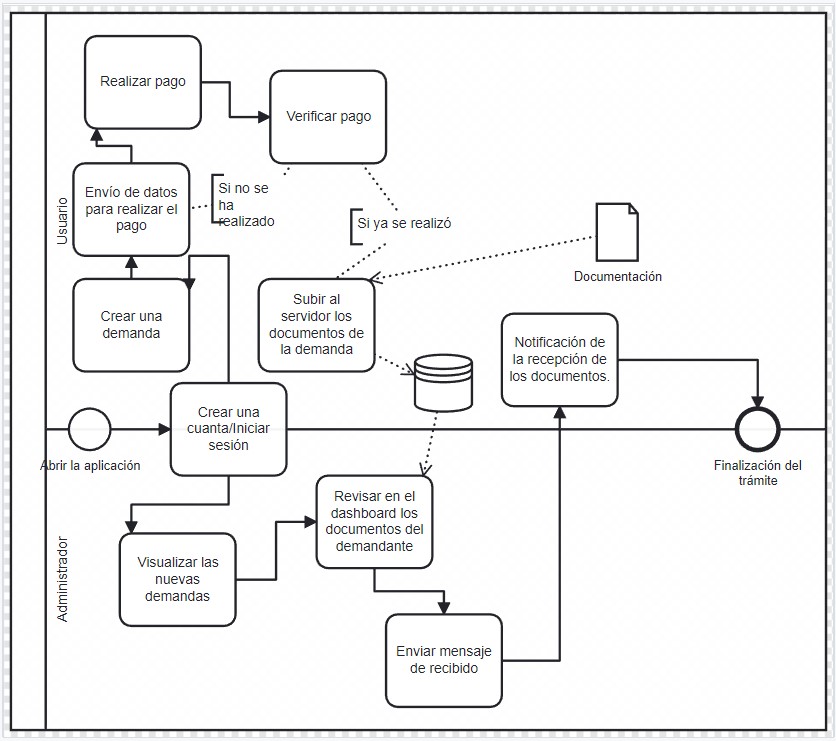 Realizar pago
Verificar pago
Usuario
Envío de datos
para realizar el
pago
Si no se
ha
realizado
Si ya se realizó
Documentación
Crear una
demanda
Subir al
servidor los
documentos de
la demanda
Notificación de
la recepción de
los documentos.
Crear una
cuanta/Iniciar
sesión
Abrir la aplicación
Finalización del
trámite
Administrador
Revisar en el
dashboard los
documentos del
demandante
Visualizar las
nuevas
demandas
Enviar mensaje
de recibido